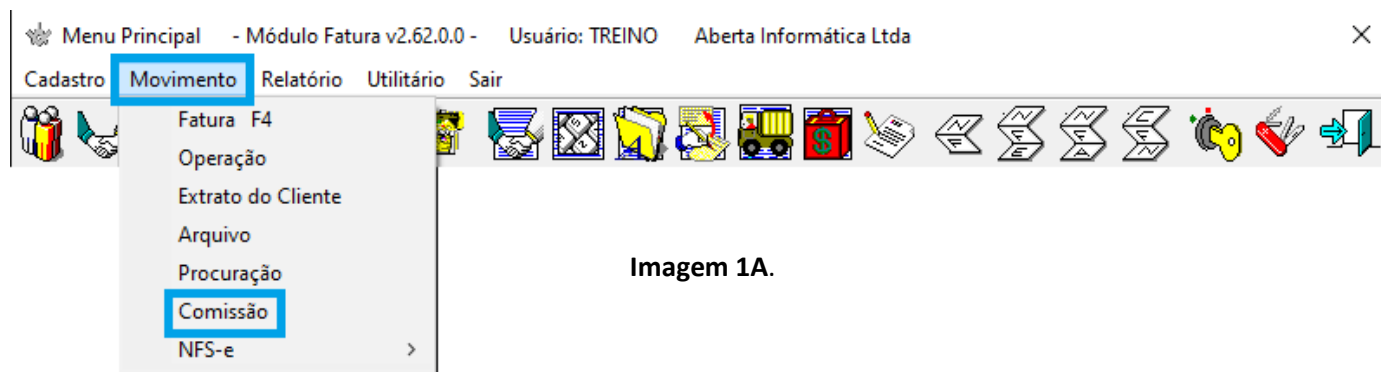 Menu Principal - Módulo Fatura v2.62.0.0 - Usuário: TREINO Aberta Informática Ltda
Cadastro Movimento Relatório Utilitário Sair
Fatura F4
Operação
Extrato do Cliente
Arquivo
Procuração
Imagem 1A.
Comissão
NFS-e